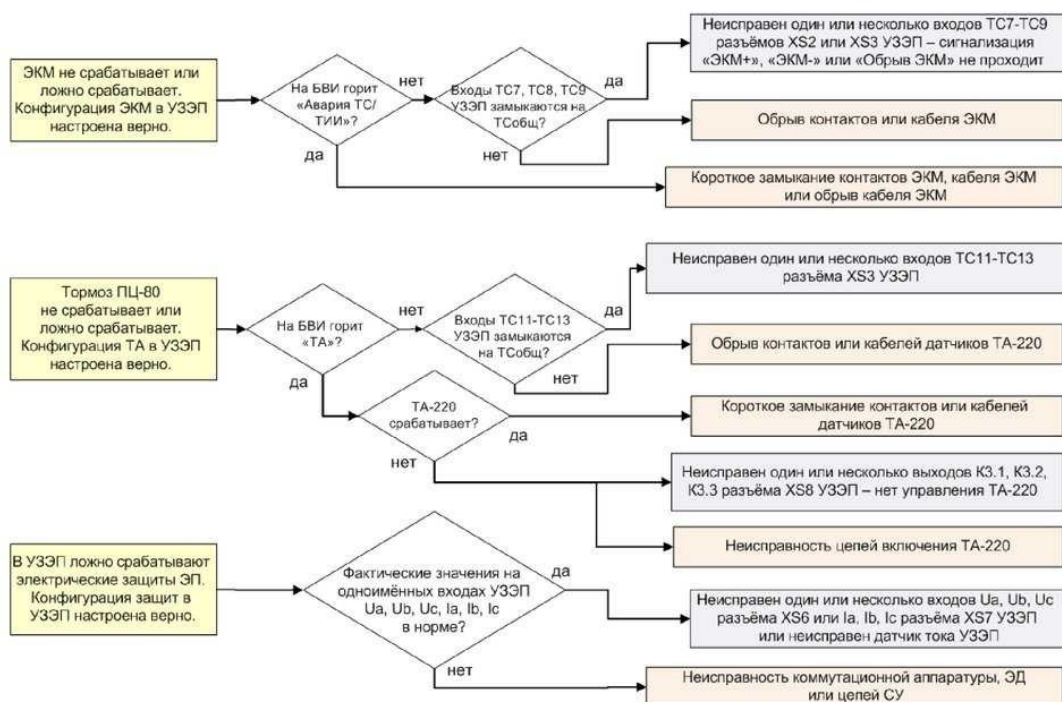 ЭКМ не срабатывает или
ложно срабатывает.
Конфигурация ЭКМ в УЗЭП
настроена верно.
На БВИ горит
«Авария ТС/
ТИИ»?
нет
да
Входы ТС7, ТС8, ТС9
УЗЭП замыкаются на
ТСобщ?
да
нет
Неисправен один или несколько входов ТС7-ТС9
разъёмов XS2 или XS3 УЗЭП – сигнализация
«ЭКМ+», «ЭКМ-» или «Обрыв ЭКМ» не проходит
Обрыв контактов или кабеля ЭКМ
Короткое замыкание контактов ЭКМ, кабеля ЭКМ
или обрыв кабеля ЭКМ
Тормоз ПЦ-80
не срабатывает или
ложно срабатывает.
Конфигурация ТА в УЗЭП
настроена верно.
На БВИ горит
«ТА»?
нет
да
Входы ТС11-ТС13
УЗЭП замыкаются
на ТСобщ?
да
нет
Неисправен один или несколько входов ТС11-ТС13
разъёма XS3 УЗЭП
Обрыв контактов или кабелей датчиков ТА-220
ТА-220
срабатывает?
да
нет
Короткое замыкание контактов или кабелей
датчиков ТА-220
Неисправен один или несколько выходов К3.1, К3.2,
К3.3 разъёма XS8 УЗЭП – нет управления ТА-220
Неисправность цепей включения ТА-220
В УЗЭП ложно срабатывают
электрические защиты ЭП.
Конфигурация защит в
УЗЭП настроена верно.
Фактические значения на
одноимённых входах УЗЭП
Ua, Ub, Uc, Ia, Ib, Ic
в норме?
да
нет
Неисправен один или несколько входов Ua, Ub, Uc
разъёма XS6 или Ia, Ib, Ic разъёма XS7 УЗЭП
или неисправен датчик тока УЗЭП
Неисправность коммутационной аппаратуры, ЭД
или цепей СУ